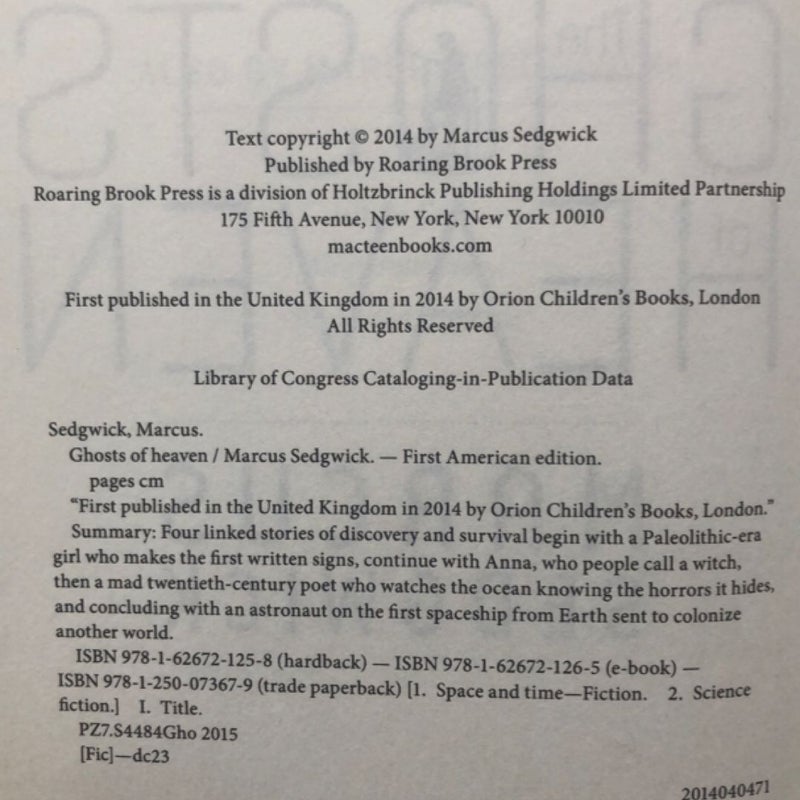 Text copyright © 2014 by Marcus Sedgwick
Published by Roaring Brook Press
Roaring Brook Press is a division of Holtzbrinck Publishing Holdings Limited Partnership
175 Fifth Avenue, New York, New York 10010
macteenbooks.com
First published in the United Kingdom in 2014 by Orion Children’s Books, London
All Rights Reserved
Library of Congress Cataloging-in-Publication Data
Sedgwick, Marcus.
Ghosts of heaven / Marcus Sedgwick. — First American edition.
pages cm
“First published in the United Kingdom in 2014 by Orion Children’s Books, London.”
Summary: Four linked stories of discovery and survival begin with a Paleolithic-era
girl who makes the first written signs, continue with Anna, who people call a witch,
then a mad twentieth-century poet who watches the ocean knowing the horrors it hides,
and concluding with an astronaut on the first spaceship from Earth sent to colonize
another world.
ISBN 978-1-62672-125-8 (hardback) — ISBN 978-1-62672-126-5 (e-book) —
ISBN 978-1-250-07367-9 (trade paperback) [1. Space and time—Fiction. 2. Science
fiction.] I. Title.
PZ7.S4484Gho 2015
[Fic]—dc23
2014040471